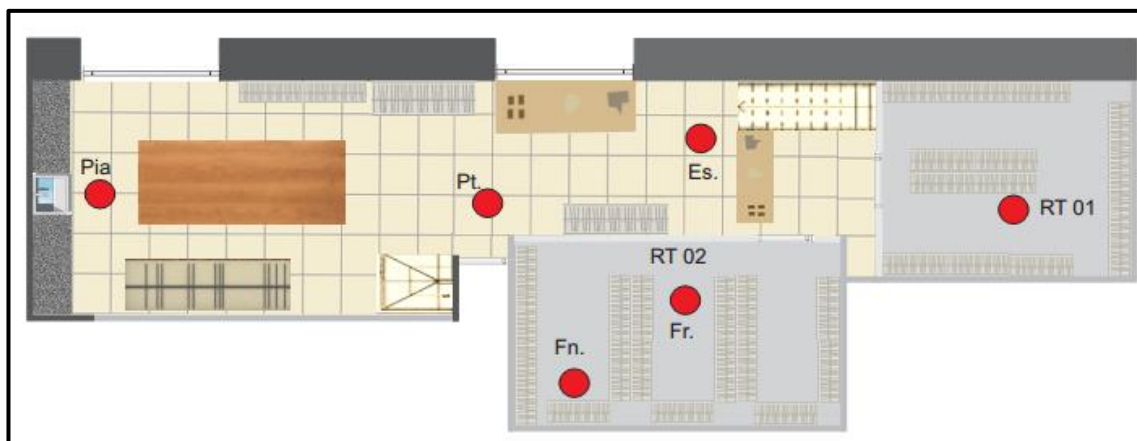 Pia
Pt.
Es.
RT 01
RT 02
Fr.
Fn.